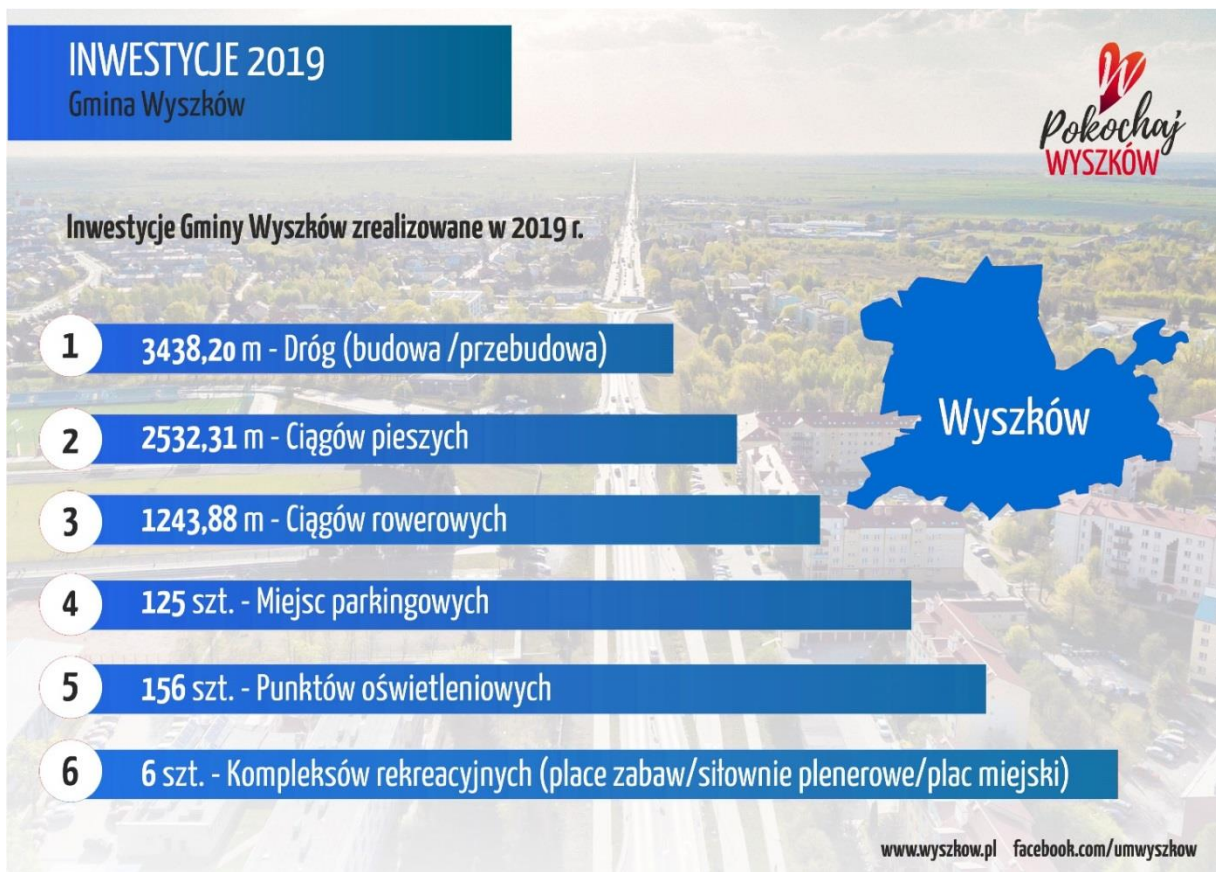 INWESTYCJE 2019
Gmina Wyszków
Pokochaj
WYSZKÓW
Inwestycje Gminy Wyszków zrealizowane w 2019 r.
1 3438,20 m - Dróg (budowa /przebudowa)
2 2532,31 m - Ciągów pieszych
3 1243,88 m - Ciągów rowerowych
4 125 szt. - Miejsc parkingowych
5 156 szt. - Punktów oświetleniowych
6 6 szt. - Kompleksów rekreacyjnych (place zabaw/siłownie plenerowe/plac miejski)
Wyszków
www.wyszkow.pl facebook.com/umwyszkow